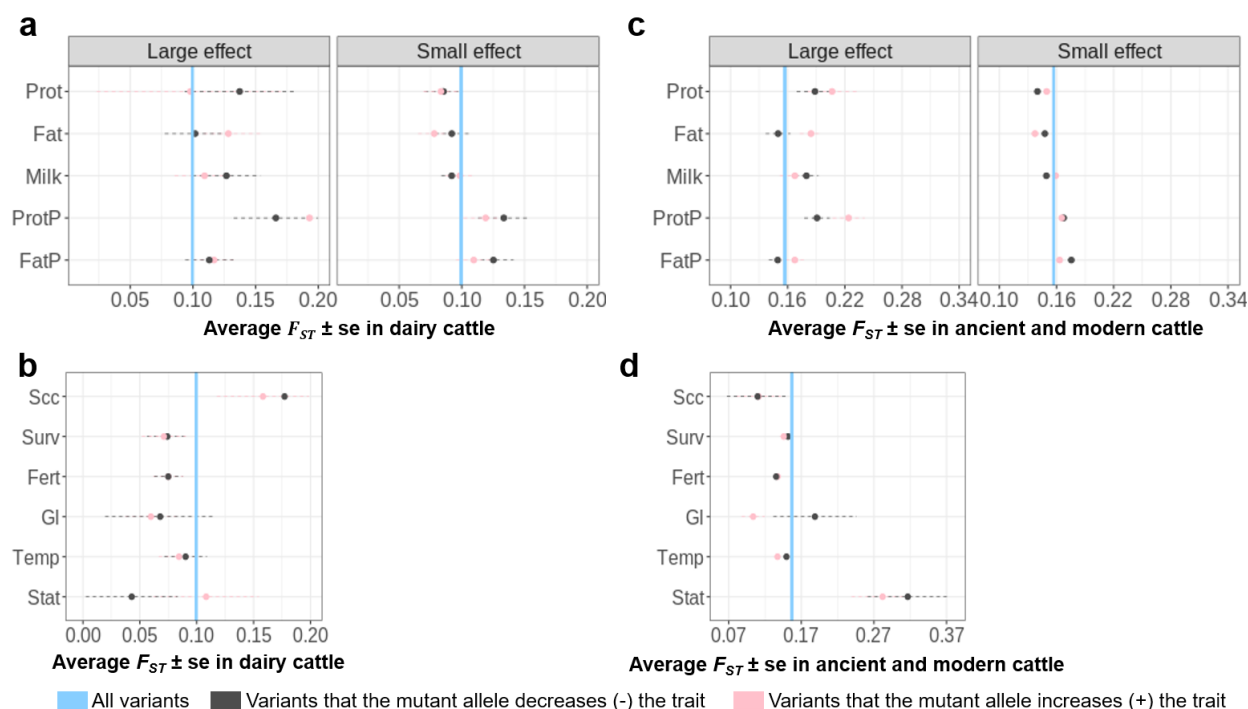 a
Large effect
Small effect
Prot
Fat
Milk
ProtP
FatP
0.05 0.10 0.15 0.20
0.05 0.10 0.15 0.20
Average FST ± se in dairy cattle
c
Large effect
Small effect
Prot
Fat
Milk
ProtP
FatP
0.10 0.16 0.22 0.28 0.34
0.10 0.16 0.22 0.28 0.34
Average FST ± se in ancient and modern cattle
b
Scc
Surv
Fert
Gl
Temp
Stat
0.00 0.05 0.10 0.15 0.20
Average FST ± se in dairy cattle
d
Scc
Surv
Fert
Gl
Temp
Stat
0.07 0.17 0.27 0.37
Average FST ± se in ancient and modern cattle
All variants
Variants that the mutant allele decreases (-) the trait
Variants that the mutant allele increases (+) the trait